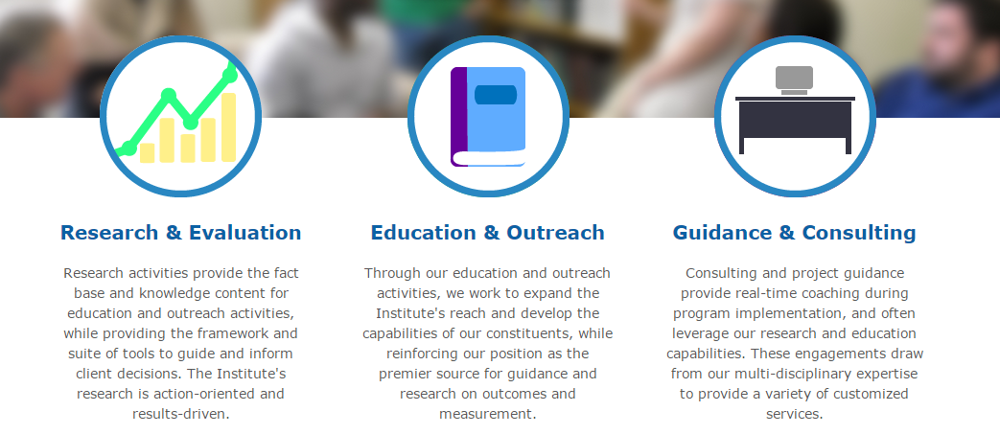 Research & Evaluation
Research activities provide the fact
base and knowledge content for
education and outreach activities,
while providing the framework and
suite of tools to guide and inform
client decisions. The Institute's
research is action-oriented and
results-driven.
Education & Outreach
Through our education and outreach
activities, we work to expand the
Institute's reach and develop the
capabilities of our constituents, while
reinforcing our position as the
premier source for guidance and
research on outcomes and
measurement.
Guidance & Consulting
Consulting and project guidance
provide real-time coaching during
program implementation, and often
leverage our research and education
capabilities. These engagements draw
from our multi-disciplinary expertise
to provide a variety of customized
services.